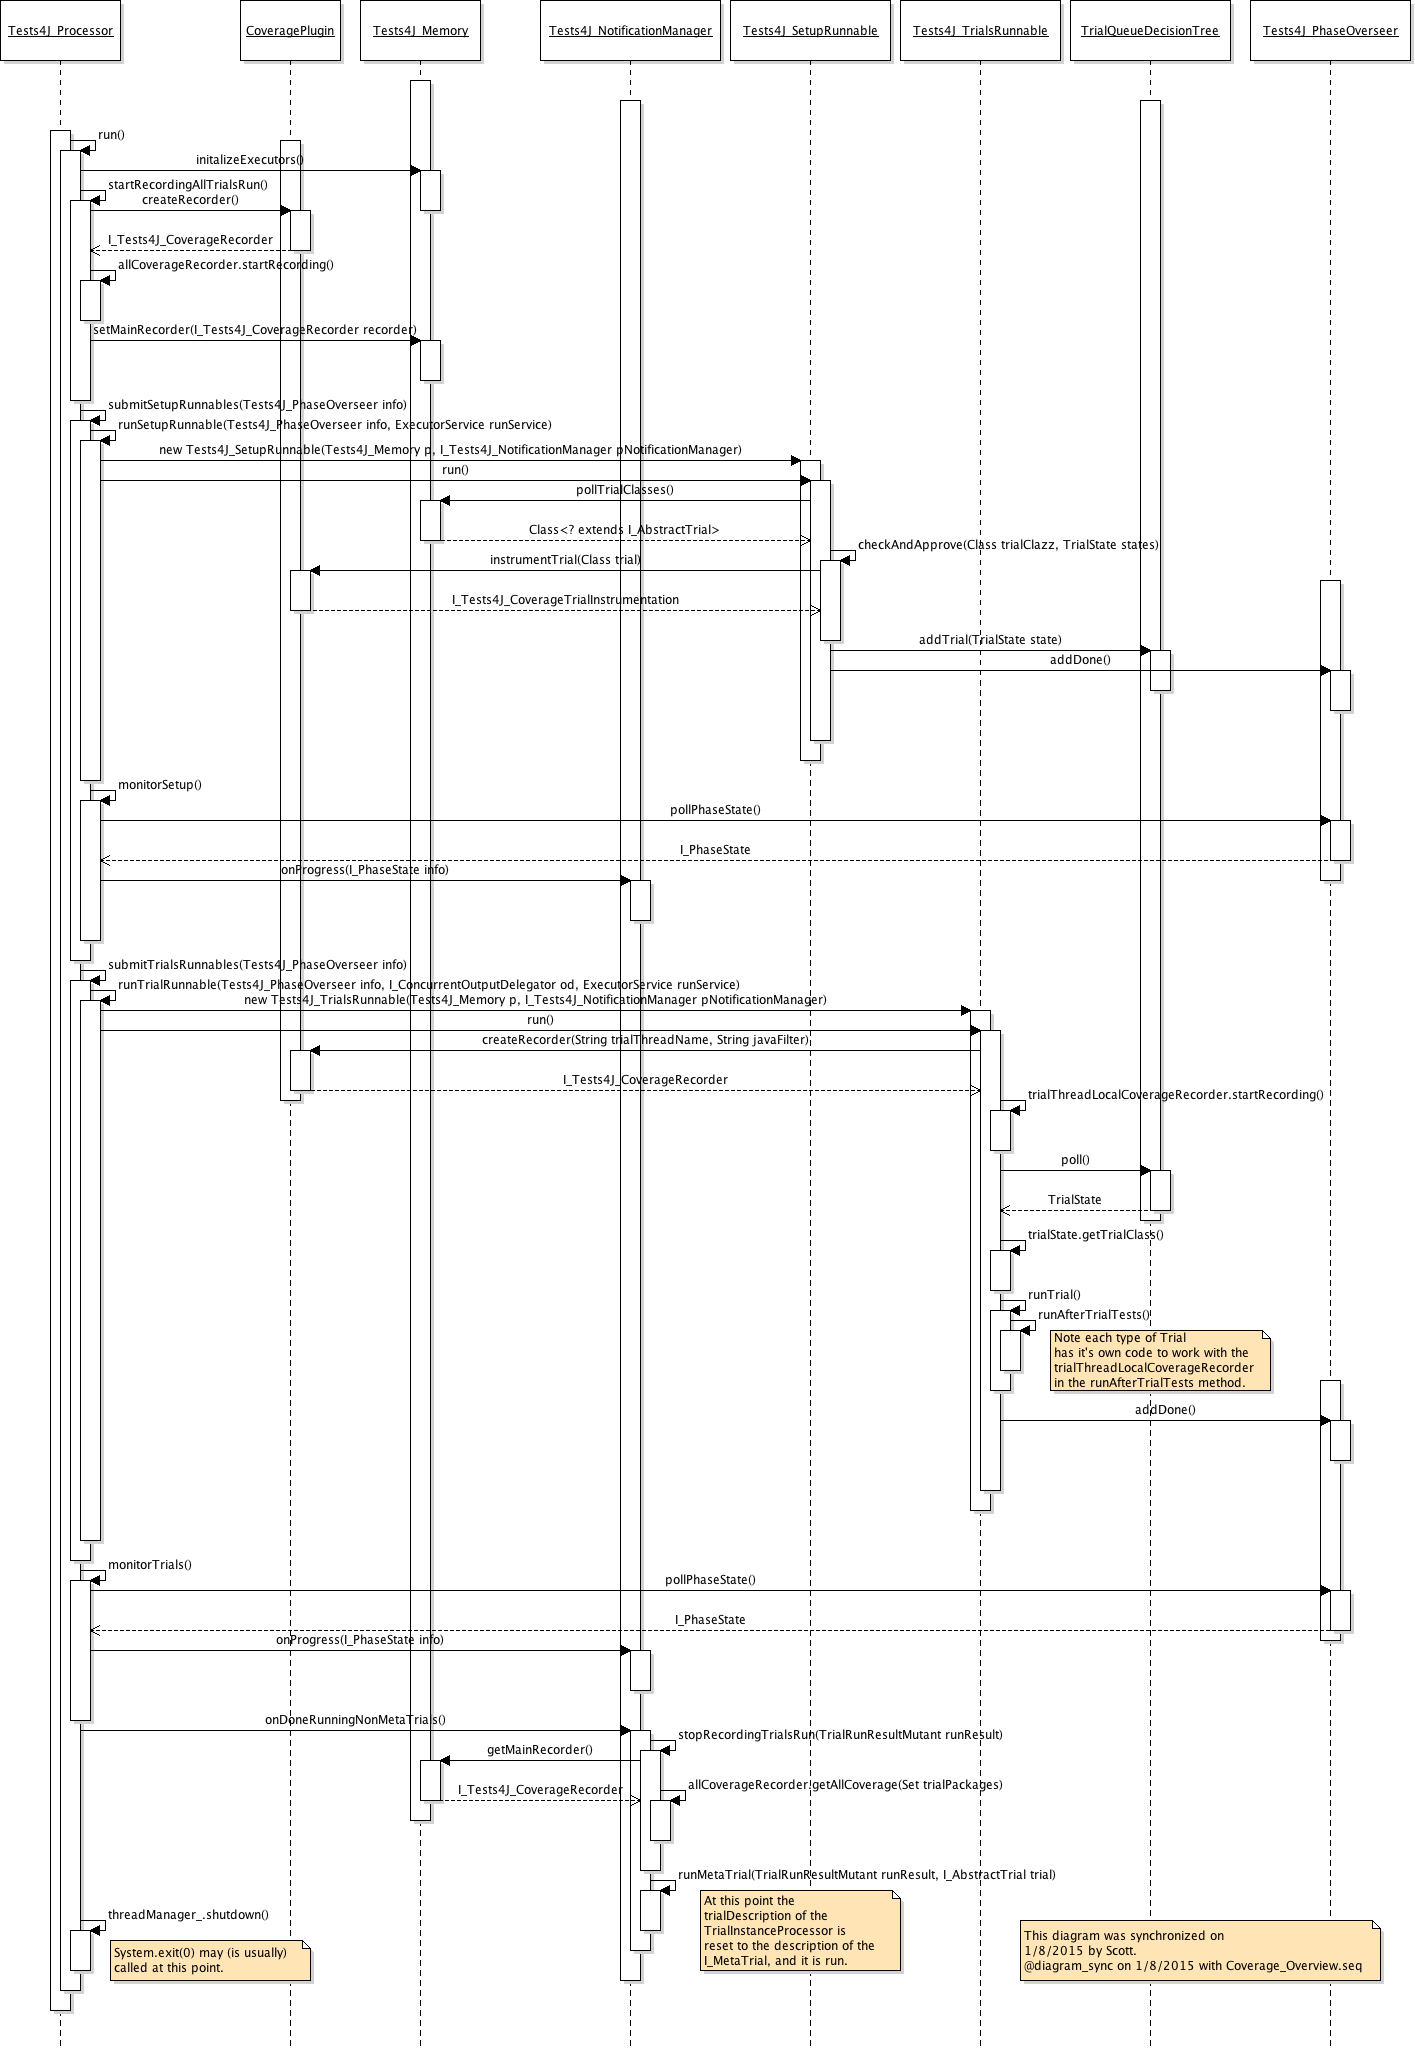 Tests4J_Processor
CoveragePlugin
Tests4J_Memory
Tests4J_NotificationManager
Tests4J_SetupRunnable
Tests4J_TrialsRunnable
TrialQueueDecisionTree
Tests4J_PhaseOverseer
run()
initalizeExecutors()
startRecordingAllTrialsRun()
createRecorder()
I_Tests4J_CoverageRecorder
allCoverageRecorder.startRecording()
setMainRecorder(I_Tests4J_CoverageRecorder recorder)
submitSetupRunnables(Tests4J_PhaseOverseer info)
runSetupRunnable(Tests4J_PhaseOverseer info, ExecutorService runService)
new Tests4J_SetupRunnable(Tests4J_Memory p, I_Tests4J_NotificationManager pNotificationManager)
run()
pollTrialClasses()
Class<? extends I_AbstractTrial>
checkAndApprove(Class trialClazz, TrialState states)
instrumentTrial(Class trial)
I_Tests4J_CoverageTrialInstrumentation
addTrial(TrialState state)
addDone()
monitorSetup()
pollPhaseState()
I_PhaseState
onProgress(I_PhaseState info)
submitTrialsRunnables(Tests4J_PhaseOverseer info)
runTrialRunnable(Tests4J_PhaseOverseer info, I_ConcurrentOutputDelegator od, ExecutorService runService)
new Tests4J_TrialsRunnable(Tests4J_Memory p, I_Tests4J_NotificationManager pNotificationManager)
run()
createRecorder(String trialThreadName, String javaFilter)
I_Tests4J_CoverageRecorder
trialThreadLocalCoverageRecorder.startRecording()
poll()
TrialState
trialState.getTrialClass()
runTrial()
runAfterTrialTests()
Note each type of Trial
has it's own code to work with the
trialThreadLocalCoverageRecorder
in the runAfterTrialTests method.
addDone()
monitorTrials()
pollPhaseState()
I_PhaseState
onProgress(I_PhaseState info)
onDoneRunningNonMetaTrials()
stopRecordingTrialsRun(TrialRunResultMutant runResult)
getMainRecorder()
I_Tests4J_CoverageRecorder
allCoverageRecorder.getAllCoverage(Set trialPackages)
runMetaTrial(TrialRunResultMutant runResult, I_AbstractTrial trial)
At this point the
trialDescription of the
TrialInstanceProcessor is
reset to the description of the
I_MetaTrial, and it is run.
threadManager_.shutdown()
System.exit(0) may (is usually)
called at this point.
This diagram was synchronized on
1/8/2015 by Scott.
@diagram_sync on 1/8/2015 with Coverage_Overview.seq